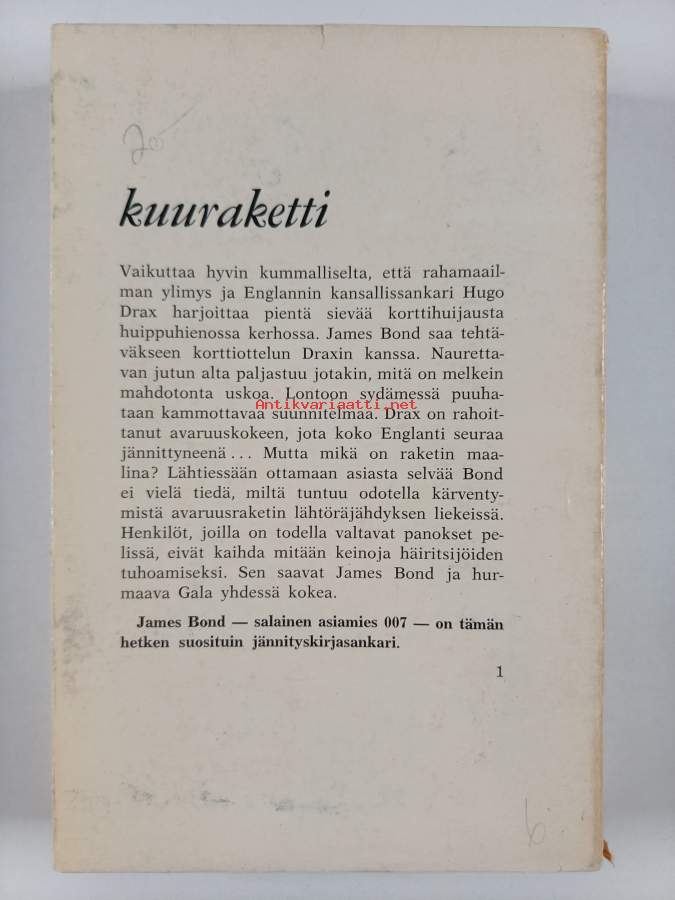 20
kuuraketti
Vaikuttaa hyvin kummalliselta, että rahamaail-
man ylimys ja Englannin kansallissankari Hugo
Drax harjoittaa pientä sievää korttihuijausta
huippuhienossa kerhossa. James Bond saa tehtä-
väkseen korttiottelun Draxin kanssa. Nauretta-
van jutun alta paljastuu jotakin, mitä on melkein
mahdotonta uskoa. Lontoon sydämessä puuha-
Antikvariaatti.net
taan kammottavaa suunnitelmaa. Drax on rahoit-
tanut avaruuskokeen, jota koko Englanti seuraa
jännittyneenä ... Mutta mikä on raketin maa-
lina? Lähtiessään ottamaan asiasta selvää Bond
ei vielä tiedä, miltä tuntuu odotella kärventy-
mistä avaruusraketin lähtöräjähdyksen liekeissä.
Henkilöt, joilla on todella valtavat panokset pe-
lissä, eivät kaihda mitään keinoja häiritsijöiden
tuhoamiseksi. Sen saavat James Bond ja hur-
maava Gala yhdessä kokea.
James Bond — salainen asiamies 007 — on tämän
hetken suosituin jännityskirjasankari.
1
6